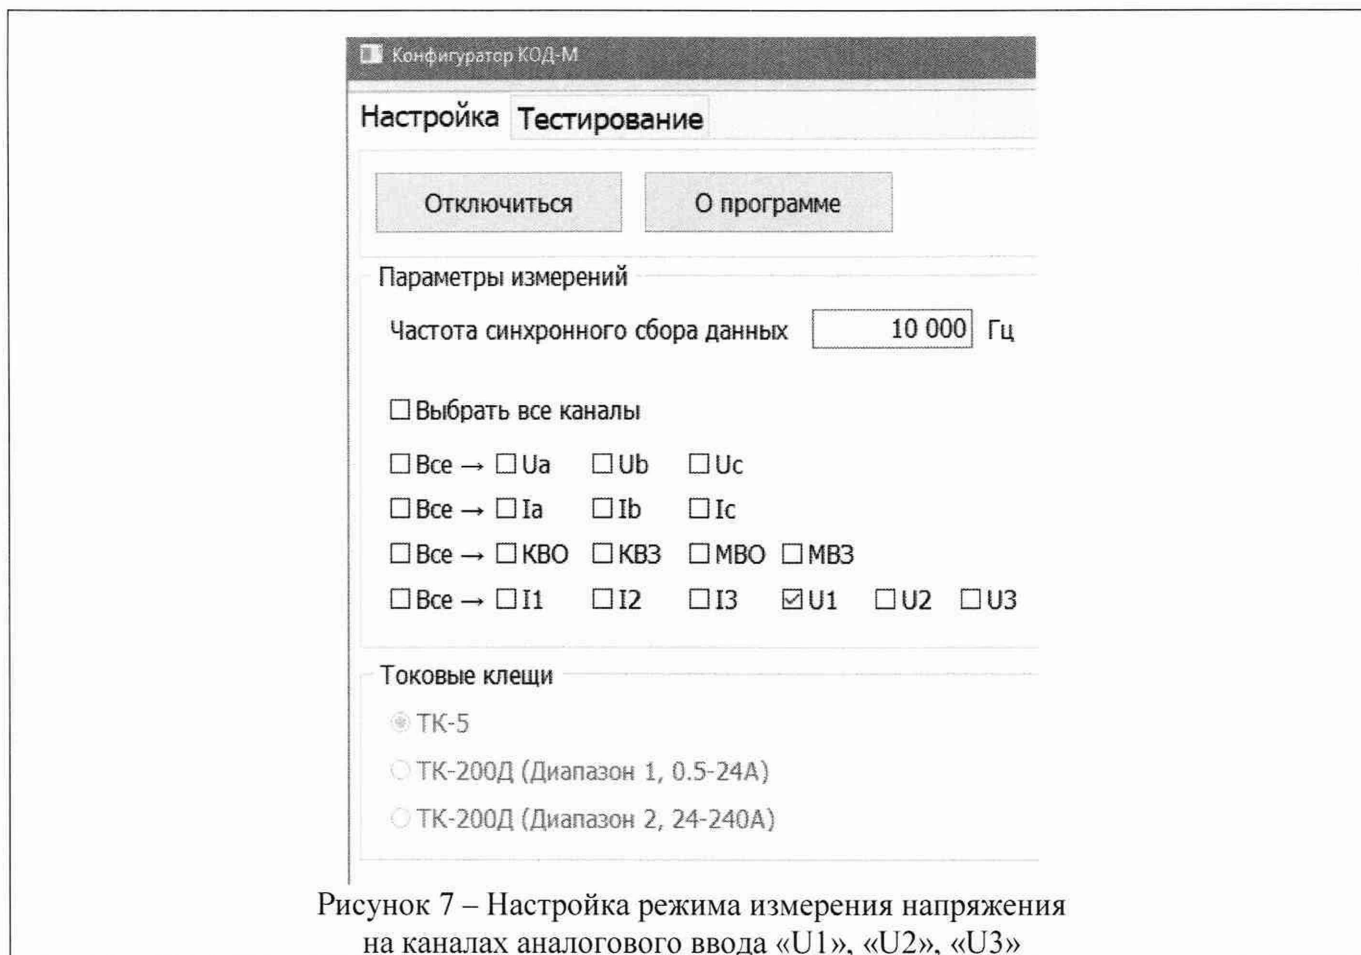 Конфигуратор КОД-М
Настройка Тестирование
Отключиться О программе
Параметры измерений
Частота синхронного сбора данных 10 000 Гц
Выбрать все каналы
Все → Ua Ub Uc
Все → Ia Ib Ic
Все → КВО КВЗ МВО МВЗ
Все → I1 I2 I3 U1 U2 U3
Токовые клещи
ТК-5
ТК-200Д (Диапазон 1, 0.5-24А)
ТК-200Д (Диапазон 2, 24-240А)
Рисунок 7 – Настройка режима измерения напряжения
на каналах аналогового ввода «U1», «U2», «U3»